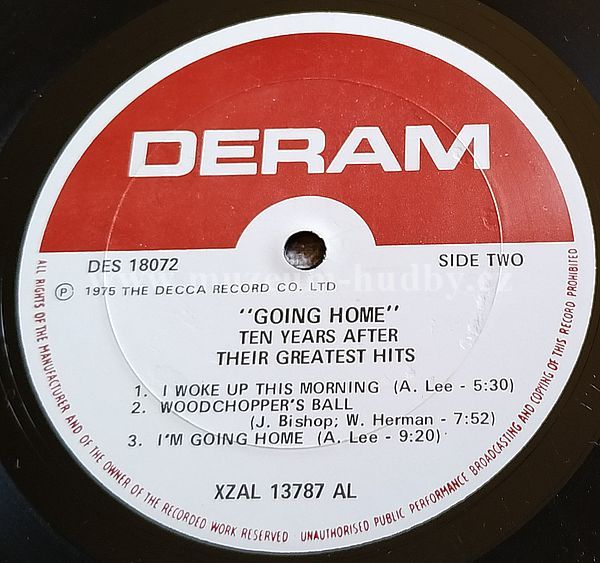 DERAM
DES 18072
SIDE TWO
Ⓟ 1975 THE DECCA RECORD CO. LTD
"GOING HOME"
TEN YEARS AFTER
THEIR GREATEST HITS
1. I WOKE UP THIS MORNING (A. Lee - 5:30)
2. WOODCHOPPER'S BALL
(J. Bishop; W. Herman - 7:52)
3. I'M GOING HOME (A. Lee - 9:20)
XZAL 13787 AL
ALL RIGHTS OF THE MANUFACTURER AND OF THE OWNER OF THE RECORDED WORK RESERVED UNAUTHORISED PUBLIC PERFORMANCE BROADCASTING AND COPYING OF THIS RECORD PROHIBITED
www.muzeum-hudby.cz